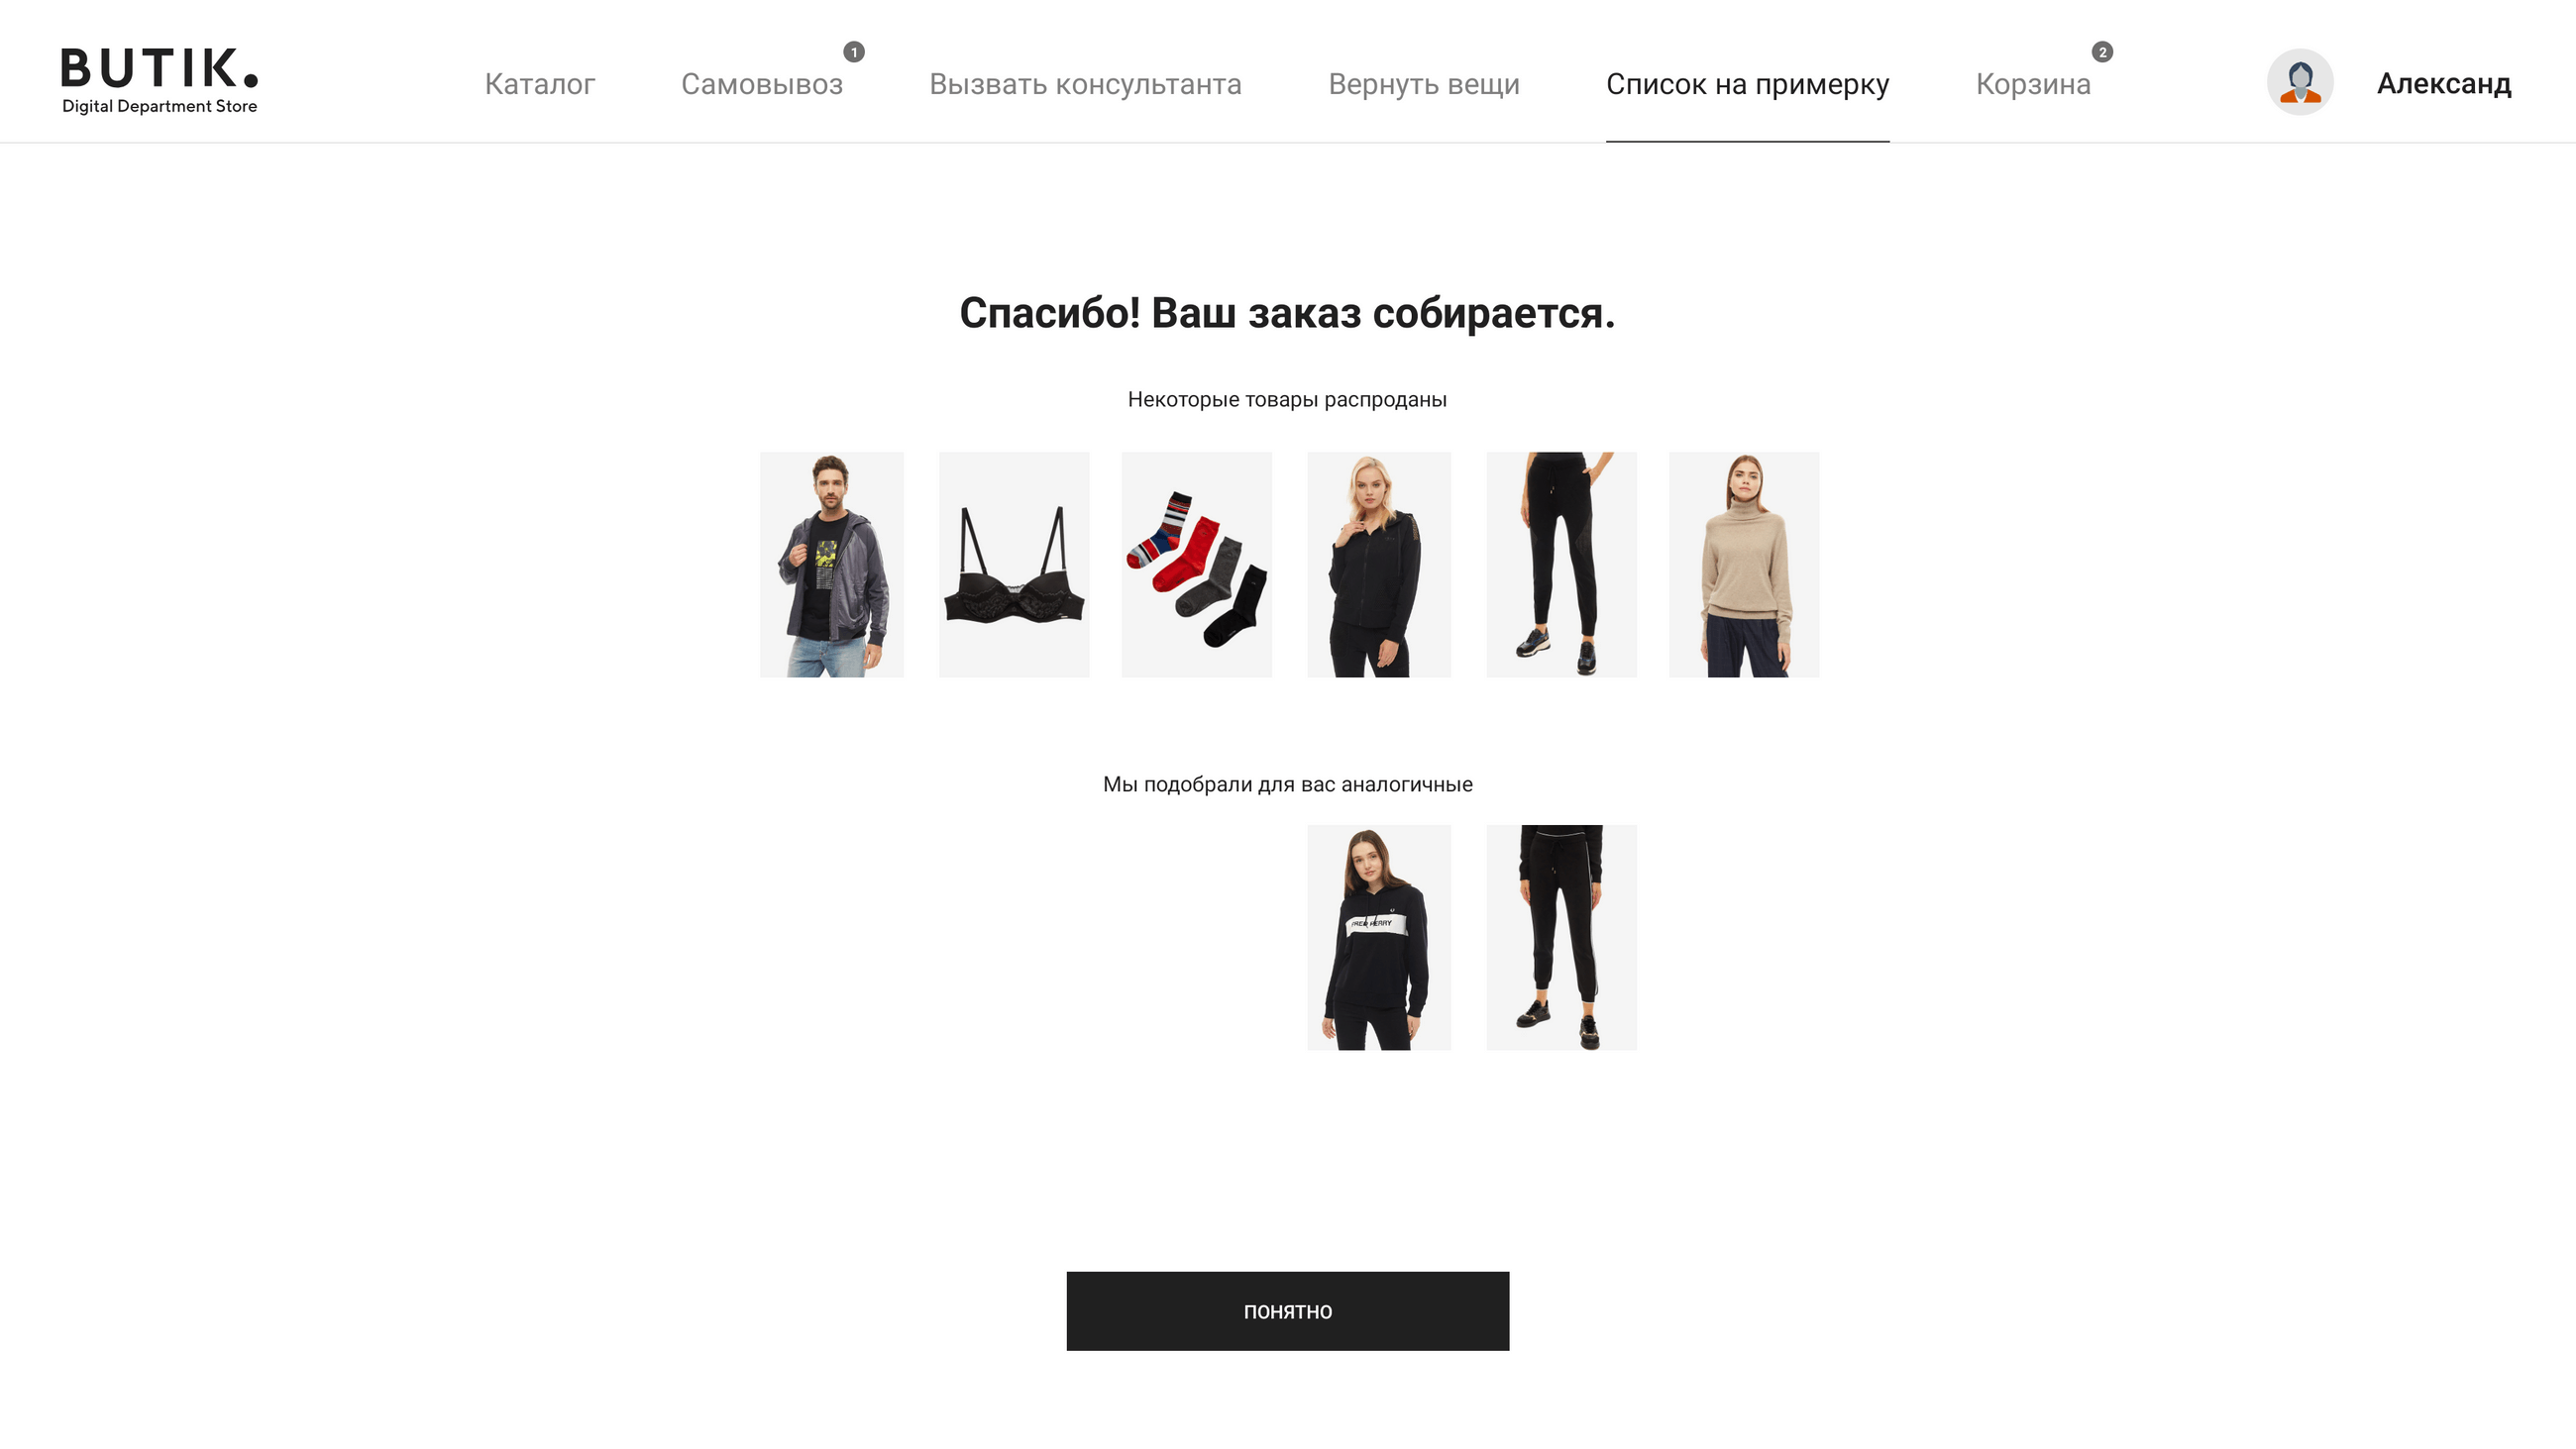 BUTIK.
Digital Department Store
Каталог
Самовывоз
1
Вызвать консультанта
Вернуть вещи
Список на примерку
Корзина
2
Александ
Спасибо! Ваш заказ собирается.
Некоторые товары распроданы
Мы подобрали для вас аналогичные
FRED PERRY
ПОНЯТНО